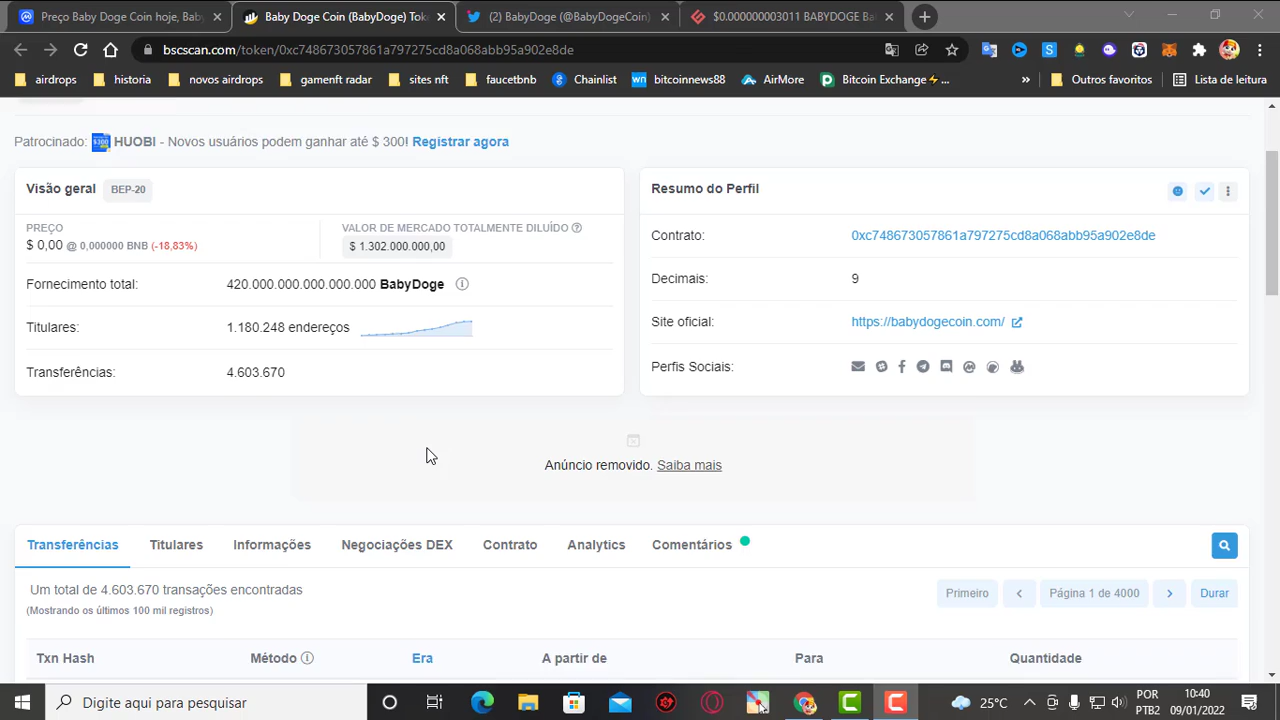 Preço Baby Doge Coin hoje, Bab
Baby Doge Coin (BabyDoge) Toke
(2) BabyDoge (@BabyDogeCoin)
$0.000000003011 BABYDOGE Ba
bscscan.com/token/0xc748673057861a797275cd8a068abb95a902e8de
airdrops
historia
novos airdrops
gamenft radar
sites nft
faucetbnb
Chainlist
bitcoinnews88
AirMore
Bitcoin Exchange⚡...
Outros favoritos
Lista de leitura
Patrocinado: HUOBI - Novos usuários podem ganhar até $ 300! Registrar agora
Visão geral BEP-20
PREÇO
$ 0,00 @ 0,000000 BNB (-18,83%)
VALOR DE MERCADO TOTALMENTE DILUÍDO
$ 1.302.000.000,00
Fornecimento total: 420.000.000.000.000.000 BabyDoge
Titulares: 1.180.248 endereços
Transferências: 4.603.670
Resumo do Perfil
Contrato: 0xc748673057861a797275cd8a068abb95a902e8de
Decimais: 9
Site oficial: https://babydogecoin.com/
Perfis Sociais:
Anúncio removido. Saiba mais
Transferências Titulares Informações Negociações DEX Contrato Analytics Comentários
Um total de 4.603.670 transações encontradas
(Mostrando os últimos 100 mil registros)
Primeiro < Página 1 de 4000 > Durar
Txn Hash Método Era A partir de Para Quantidade
Digite aqui para pesquisar
25°C
POR
PTB2
10:40
09/01/2022